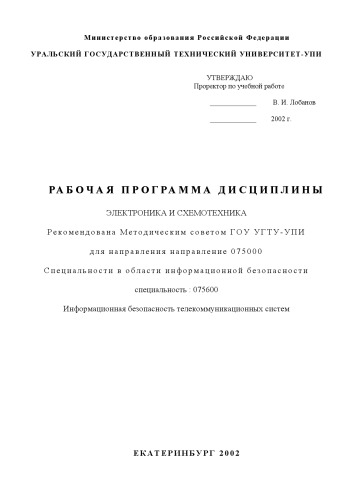 Министерство образования Российской Федерации
УРАЛЬСКИЙ ГОСУДАРСТВЕННЫЙ ТЕХНИЧЕСКИЙ УНИВЕРСИТЕТ-УПИ
УТВЕРЖДАЮ
Проректор по учебной работе
_____________ В. И. Лобанов
_____________ 2002 г.
РАБОЧАЯ ПРОГРАММА ДИСЦИПЛИНЫ
ЭЛЕКТРОНИКА И СХЕМОТЕХНИКА
Рекомендована Методическим советом ГОУ УГТУ-УПИ
для направления направление 075000
Специальности в области информационной безопасности
специальность : 075600
Информационная безопасность телекоммуникационных систем
ЕКАТЕРИНБУРГ 2002